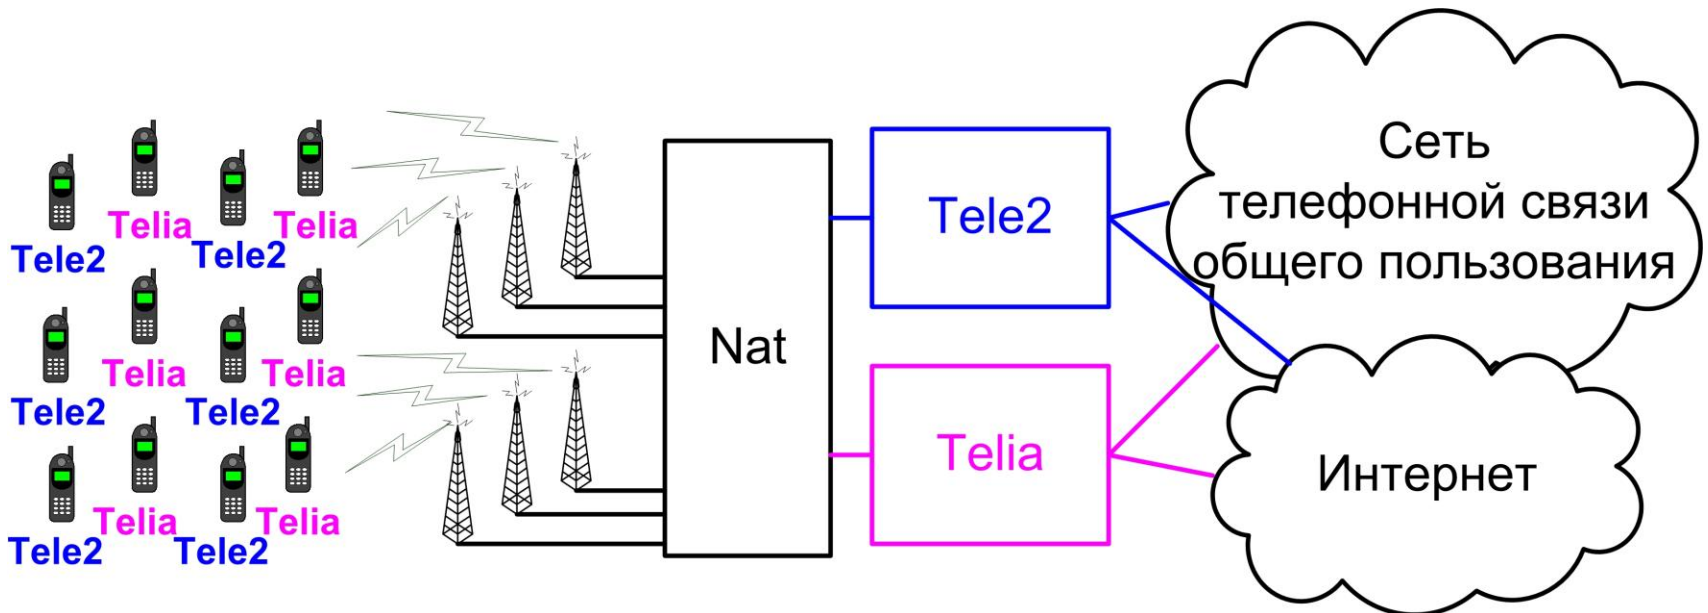 Telia
Telia
Tele2
Tele2
Telia
Telia
Tele2
Tele2
Telia
Telia
Tele2
Tele2
Nat
Tele2
Telia
Сеть
телефонной связи
общего пользования
Интернет